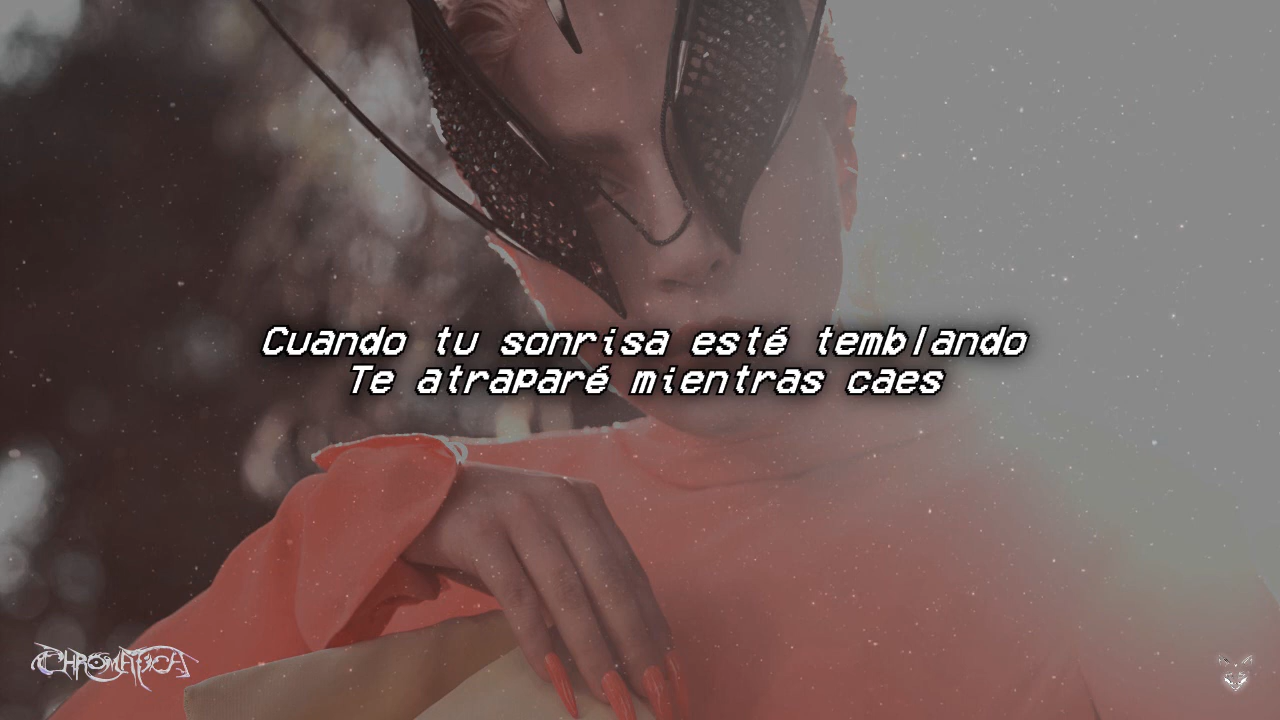 Cuando tu sonrisa esté temblando
Te atraparé mientras caes
CHROMATICA